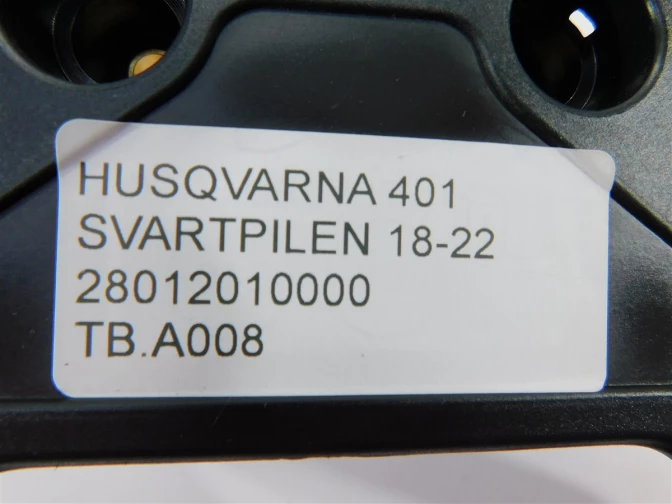 HUSQVARNA 401
SVARTPILEN 18-22
28012010000
TB.A008